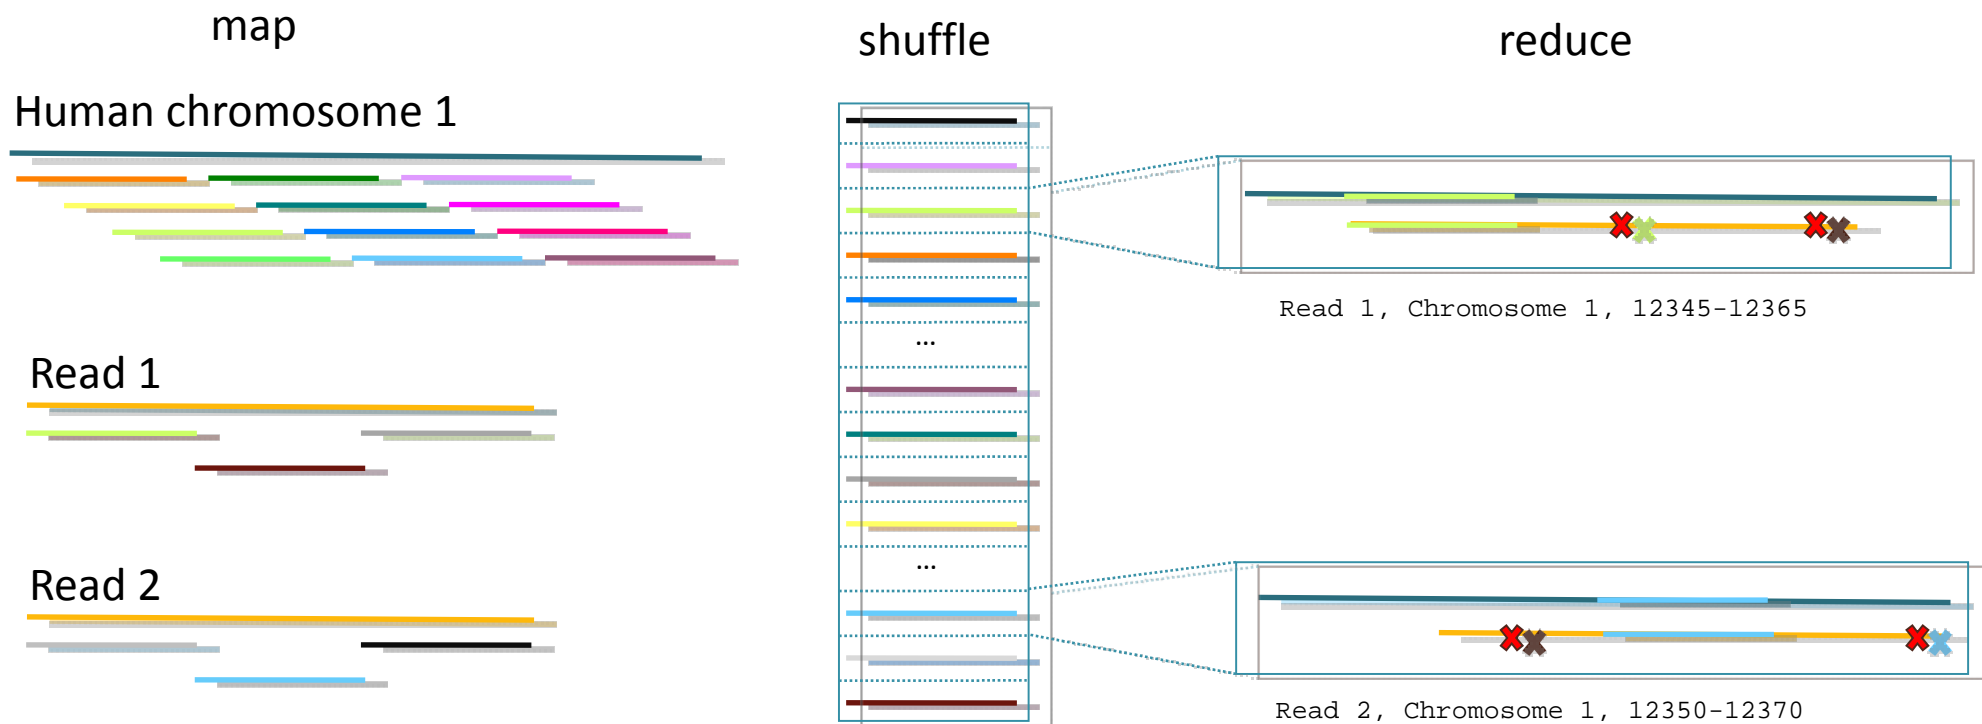 map
shuffle
reduce
Human chromosome 1
Read 1, Chromosome 1, 12345-12365
...
Read 1
...
Read 2
Read 2, Chromosome 1, 12350-12370